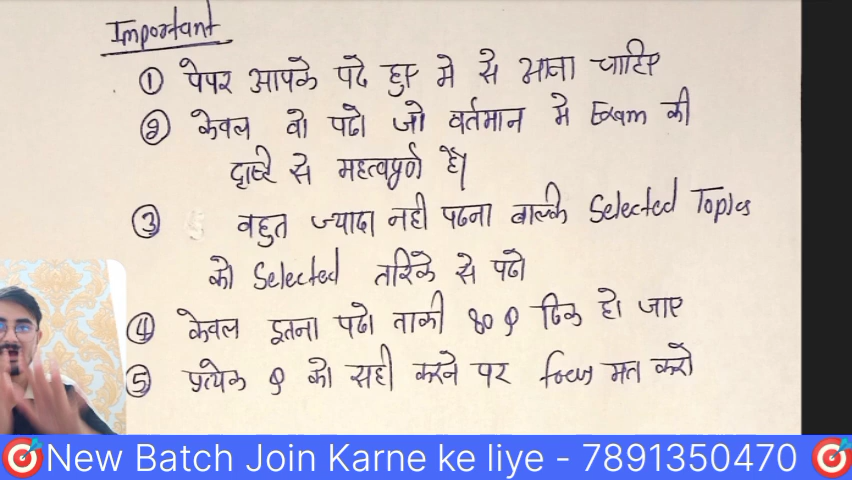 Important
① पेपर आपके पढे हुए मे से आना चाहिए
② केवल वो पढो जो वर्तमान मे Exam की
दृष्टि से महत्वपूर्ण है।
③ बहुत ज्यादा नही पढना बाल्कि Selected Topics
को Selected तरिके से पढो
④ केवल इतना पढो ताकी 80 Q ठिक हो जाए
⑤ प्रत्येक Q को सही करने पर focus मत करो
🎯New Batch Join Karne ke liye - 7891350470 🎯